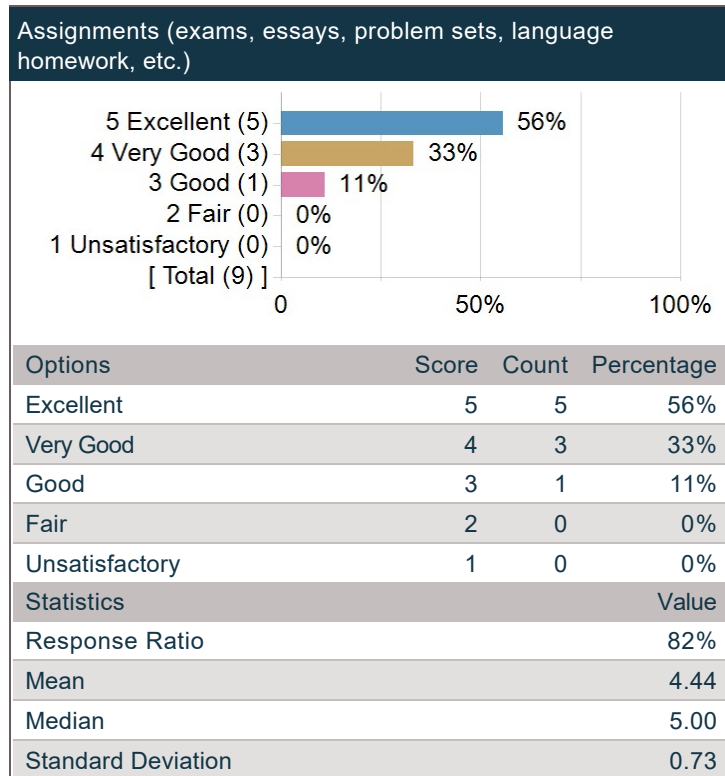 Assignments (exams, essays, problem sets, language
homework, etc.)
5 Excellent (5) 56%
4 Very Good (3) 33%
3 Good (1) 11%
2 Fair (0) 0%
1 Unsatisfactory (0) 0%
[ Total (9) ]
0 50% 100%
Options Score Count Percentage
Excellent 5 5 56%
Very Good 4 3 33%
Good 3 1 11%
Fair 2 0 0%
Unsatisfactory 1 0 0%
Statistics Value
Response Ratio 82%
Mean 4.44
Median 5.00
Standard Deviation 0.73